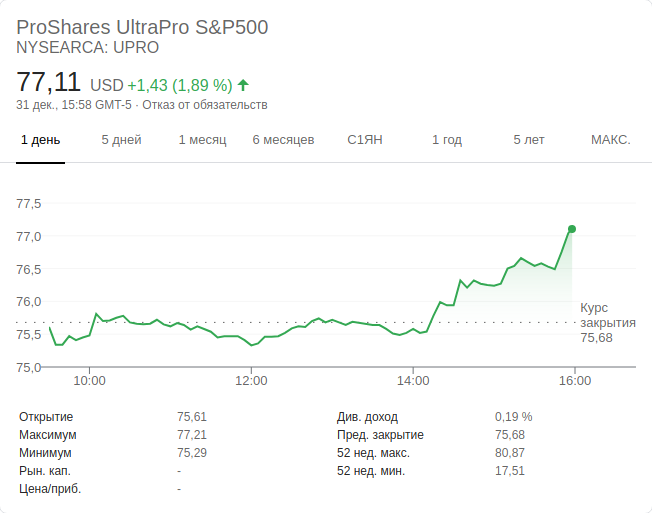 ProShares UltraPro S&P500
NYSEARCA: UPRO
77,11 USD +1,43 (1,89 %)
31 дек., 15:58 GMT-5 · Отказ от обязательств
1 день 5 дней 1 месяц 6 месяцев С1ЯН 1 год 5 лет МАКС.
77,5
77,0
76,5
76,0
75,5
75,0
Курс
закрытия
75,68
10:00 12:00 14:00 16:00
Открытие 75,61 Див. доход 0,19 %
Максимум 77,21 Пред. закрытие 75,68
Минимум 75,29 52 нед. макс. 80,87
Рын. кап. - 52 нед. мин. 17,51
Цена/приб. -